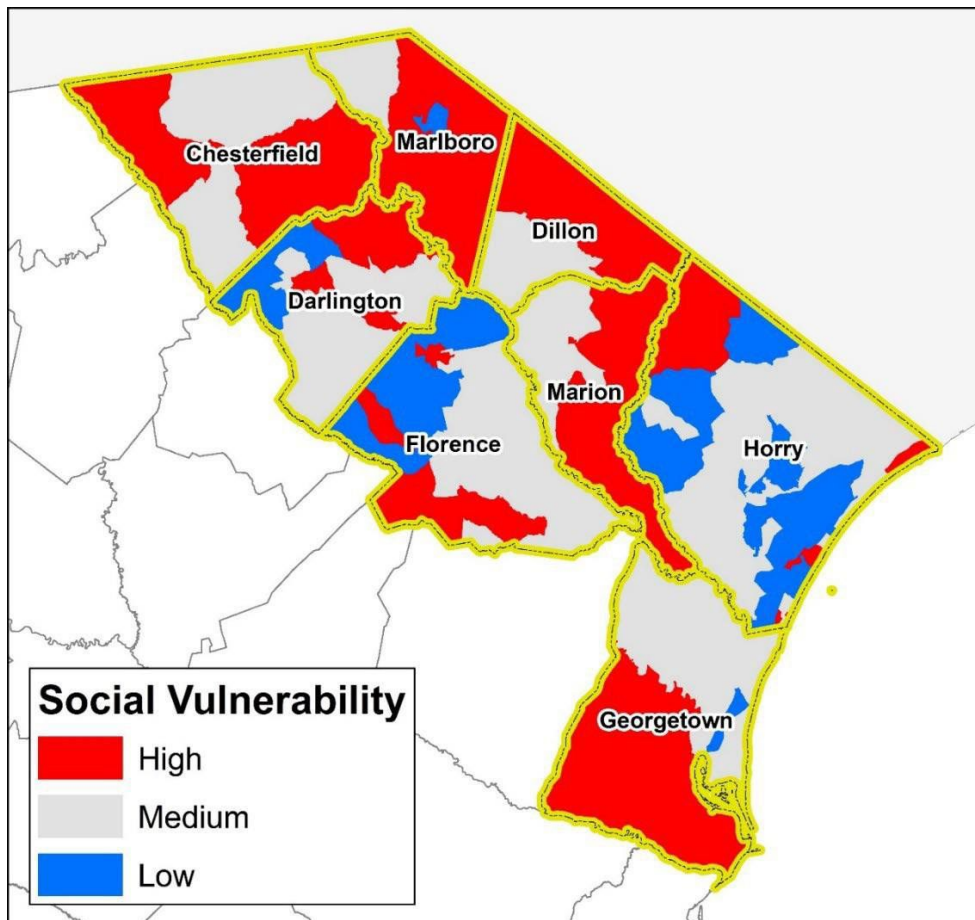 Marlboro
Chesterfield
Dillon
Darlington
Marion
Florence
Horry
Georgetown
Social Vulnerability
High
Medium
Low